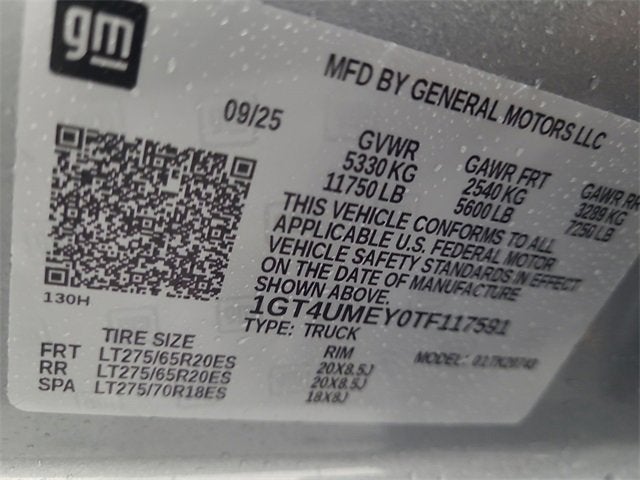 gm
MFD BY GENERAL MOTORS LLC
09/25
GVWR
5330 KG
11750 LB
GAWR FRT
2540 KG
5600 LB
GAWR RR
3289 KG
7250 LB
THIS VEHICLE CONFORMS TO ALL
APPLICABLE U.S. FEDERAL MOTOR
VEHICLE SAFETY STANDARDS IN EFFECT
ON THE DATE OF MANUFACTURE
SHOWN ABOVE.
130H
1GT4UMEY0TF117591
TYPE: TRUCK
MODEL:
TIRE SIZE
RIM
FRT LT275/65R20ES 20X8.5J
RR LT275/65R20ES 20X8.5J
SPA LT275/70R18ES 18X8J